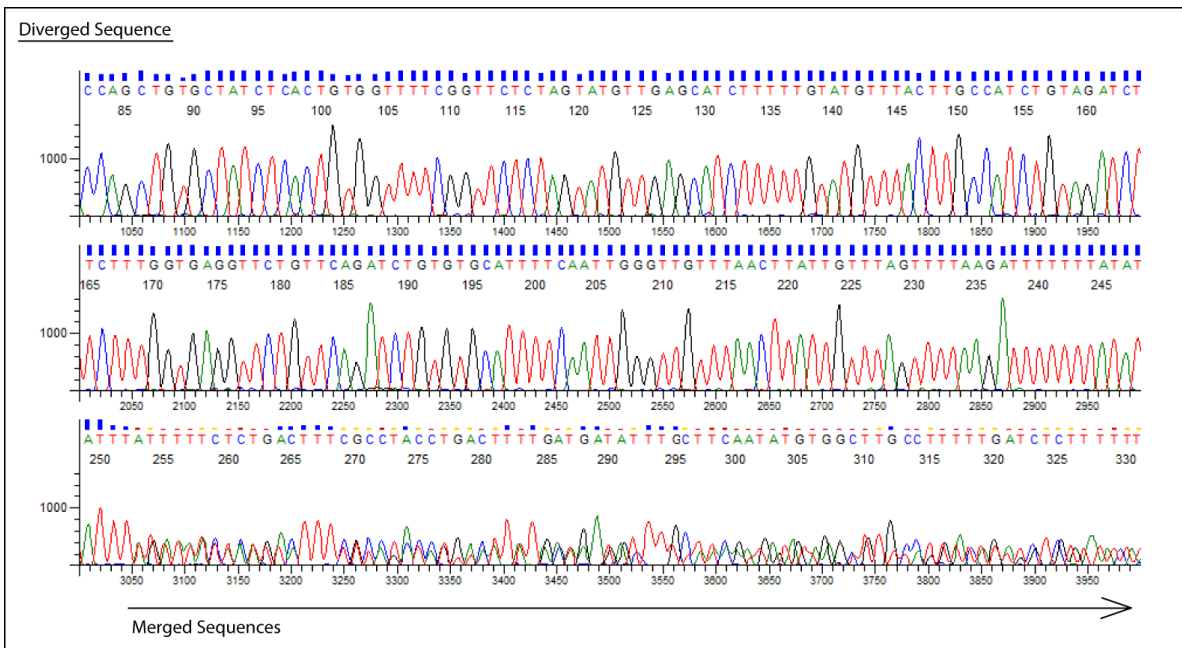 Diverged Sequence
CCAGCTGTGCTATCTCACTGTGGTTTTCGGTTCTCTAGTATGTTGAGCATCTTTTTGTATGTTTACTTGCCATCTGTAGATCT
85 90 95 100 105 110 115 120 125 130 135 140 145 150 155 160
1000
1050 1100 1150 1200 1250 1300 1350 1400 1450 1500 1550 1600 1650 1700 1750 1800 1850 1900 1950
TCTTTGGTGAGGTTCTGTTCAGATCTGTGTGCATTTTCAATTGGGTTGTTTAACTTATTGTTTAGTTTTAAGATTTTTTTATAT
165 170 175 180 185 190 195 200 205 210 215 220 225 230 235 240 245
1000
2050 2100 2150 2200 2250 2300 2350 2400 2450 2500 2550 2600 2650 2700 2750 2800 2850 2900 2950
ATTTATTTTTCTCTGACTTTCGCCTACCTGACTTTTGATGATATTTGCTTCAATATGTGGCTTGCCTTTTTGATCTCTTTTTT
250 255 260 265 270 275 280 285 290 295 300 305 310 315 320 325 330
1000
3050 3100 3150 3200 3250 3300 3350 3400 3450 3500 3550 3600 3650 3700 3750 3800 3850 3900 3950
Merged Sequences